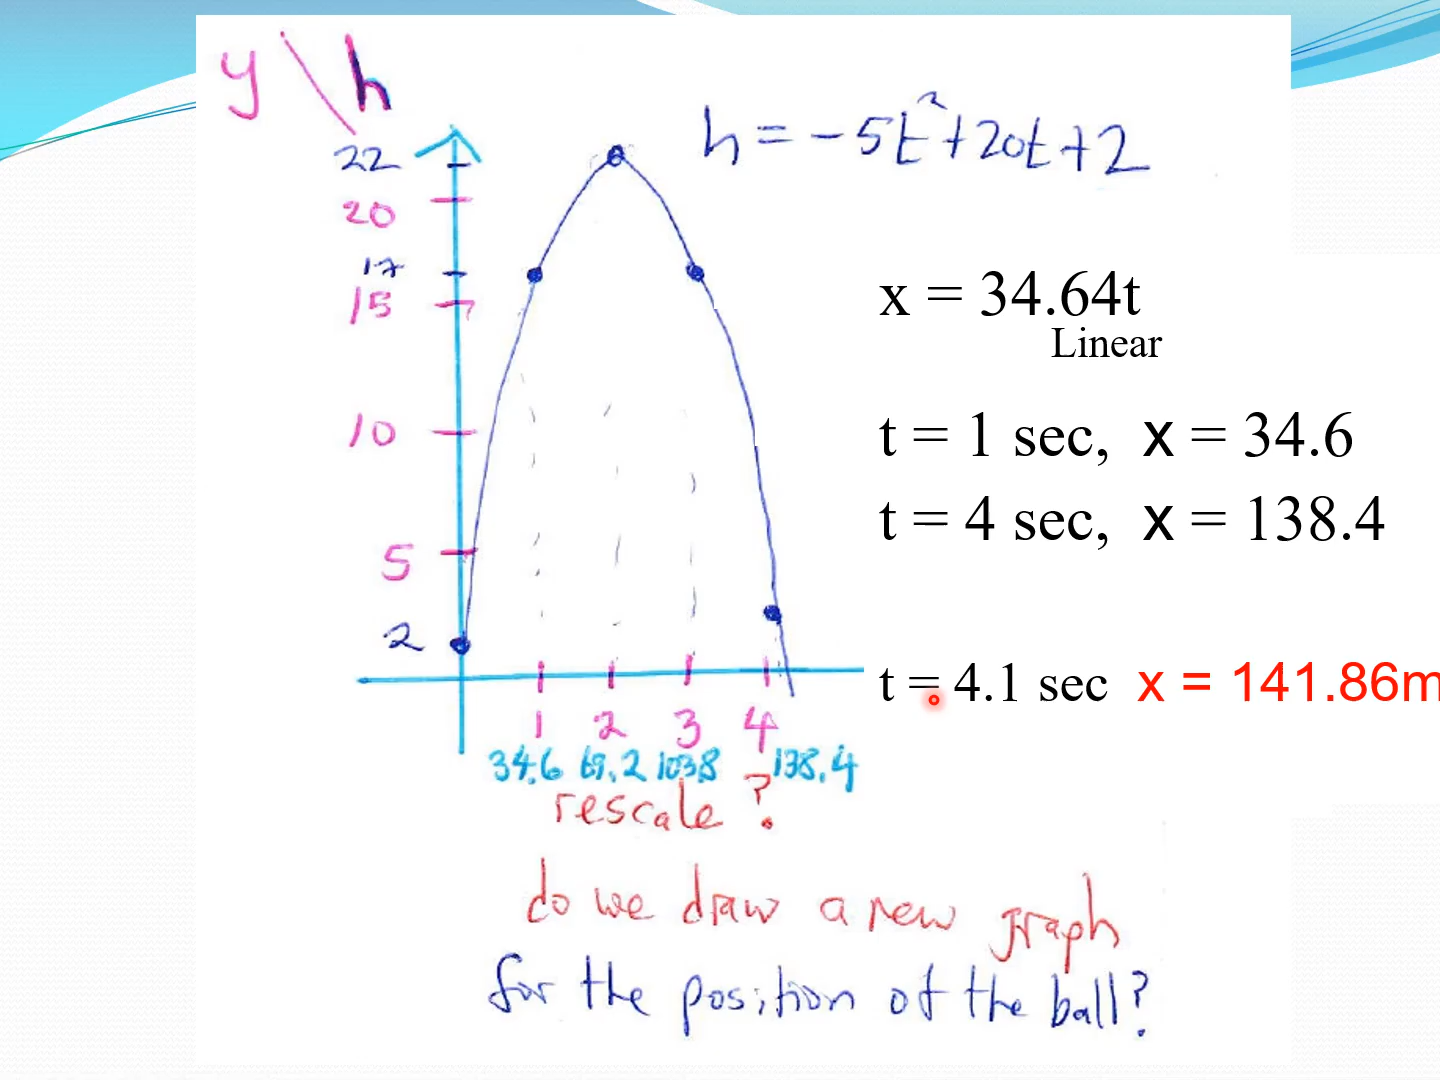 y \ h
h = -5t² + 20t + 2
22
20
17
15
10
5
2
x = 34.64t
Linear
t = 1 sec, x = 34.6
t = 4 sec, x = 138.4
t = 4.1 sec x = 141.86m
1 2 3 4
34.6 69.2 103.8 138.4
rescale ?
do we draw a new graph
for the position of the ball?